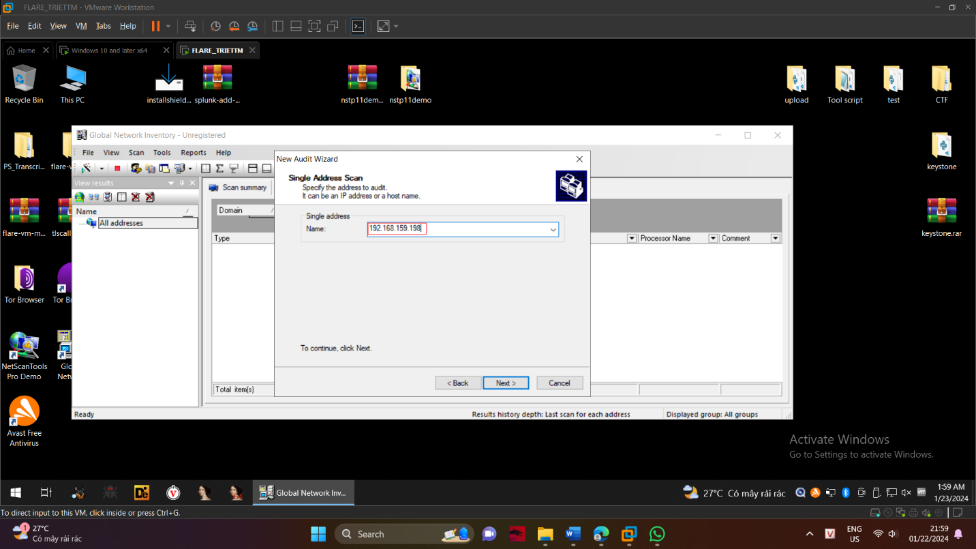 FLARE_TRIETTM - VMware Workstation
File Edit View VM Tabs Help
Home Windows 10 and later x64 FLARE_TRIETTM
Recycle Bin This PC installshield... splunk-add-... nstp11dem... nstp11demo upload Tool script test CTF
Global Network Inventory - Unregistered
File View Scan Tools Reports Help
View results
Name
All addresses
Scan summary
Domain
Type Processor Name Comment
Total item(s)
New Audit Wizard
Single Address Scan
Specify the address to audit.
It can be an IP address or a host name.
Single address
Name: 192.168.159.198
To continue, click Next.
< Back Next > Cancel
Ready Results history depth: Last scan for each address Displayed group: All groups
PS_Transcri... flare-v keystone
flare-vm-m... tlscall keystone.rar
Tor Browser Tor Br
NetScanTools Pro Demo Glo Netw
Avast Free Antivirus
Activate Windows
Go to Settings to activate Windows.
Global Network Inv... 27°C Có mây rải rác 1:59 AM
1/23/2024
To direct input to this VM, click inside or press Ctrl+G.
1 27°C
Có mây rải rác
Search
ENG
US
21:59
01/22/2024